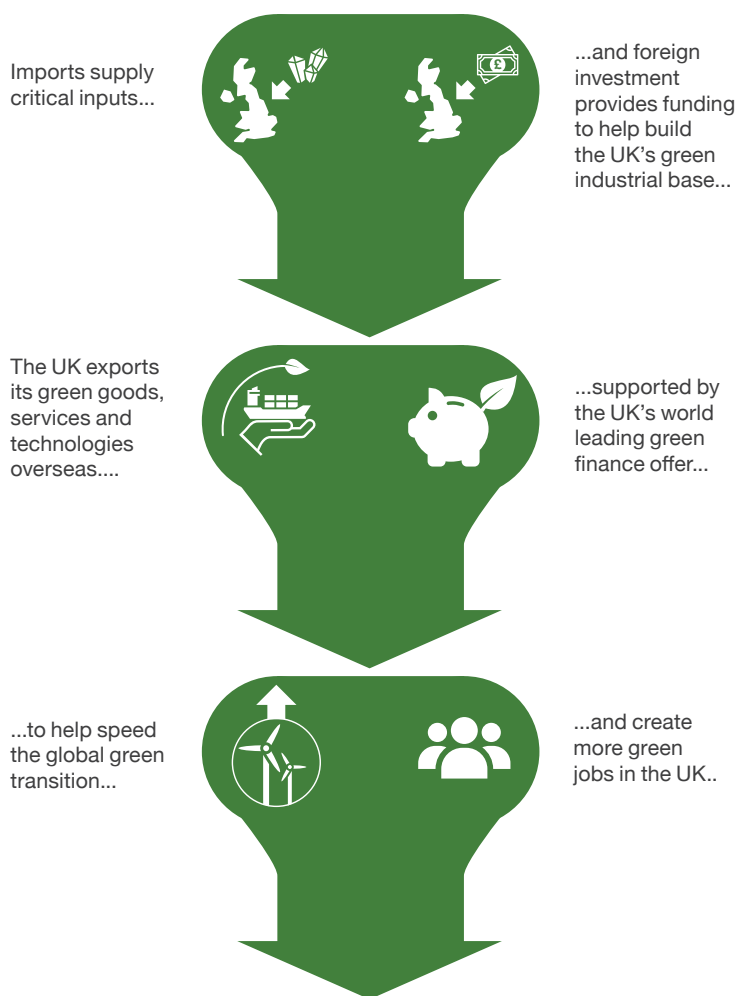 Imports supply
critical inputs...
...and foreign
investment
provides funding
to help build
the UK’s green
industrial base...
£
The UK exports
its green goods,
services and
technologies
overseas....
...supported by
the UK’s world
leading green
finance offer...
...to help speed
the global green
transition...
...and create
more green
jobs in the UK..